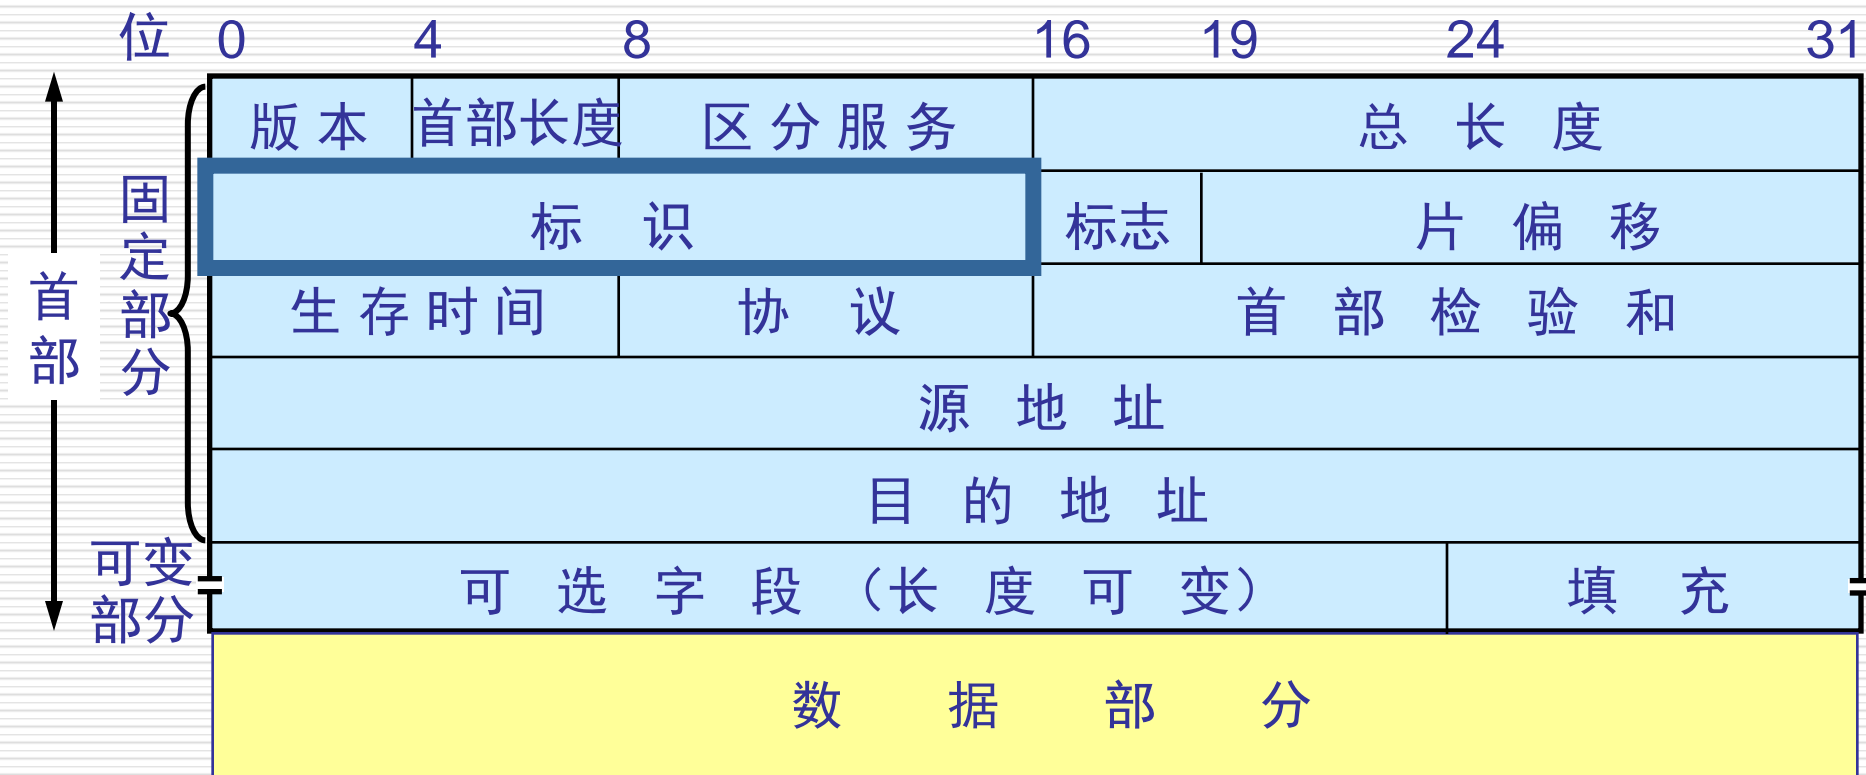 位 0 4 8 16 19 24 31
版本 首部长度 区分服务 总长度
标识 标志 片偏移
生存时间 协议 首部检验和
源地址
目的地址
可选字段（长度可变） 填充
数据部分
首部
固定部分
可变
部分